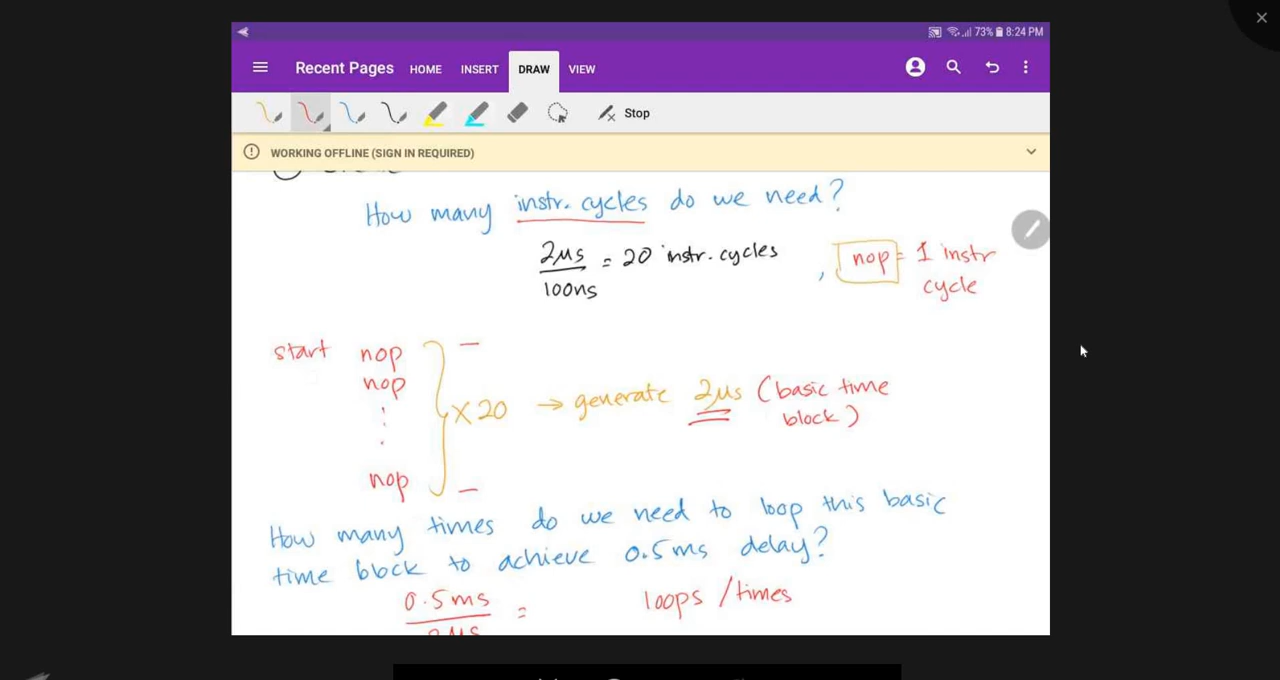 73% 8:24 PM
Recent Pages HOME INSERT DRAW VIEW
Stop
WORKING OFFLINE (SIGN IN REQUIRED)
How many instr. cycles do we need?
2μs / 100ns = 20 instr. cycles , nop = 1 instr cycle
start nop
nop
⋮
nop
} × 20 → generate 2μs (basic time block)
How many times do we need to loop this basic
time block to achieve 0.5ms delay?
0.5ms / 2μs = loops / times